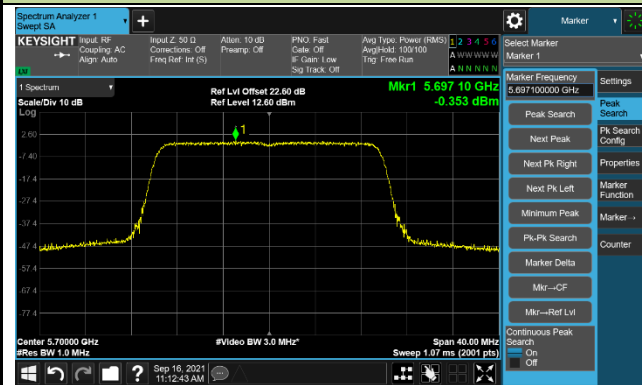 Spectrum Analyzer 1
Swept SA
+
Marker
KEYSIGHT
Input: RF
Coupling: AC
Align: Auto
Input Z: 50 Ω
Corrections: Off
Freq Ref: Int (S)
Atten: 10 dB
Preamp: Off
PNO: Fast
Gate: Off
IF Gain: Low
Sig Track: Off
Avg Type: Power (RMS)
Avg|Hold: 100/100
Trig: Free Run
1 2 3 4 5 6
A W W W W W
A N N N N N
LM
Select Marker
Marker 1
1 Spectrum
Scale/Div 10 dB
Log
Ref Lvl Offset 22.60 dB
Ref Level 12.60 dBm
Mkr1 5.697 10 GHz
-0.353 dBm
2.60
-7.40
-17.4
-27.4
-37.4
-47.4
-57.4
-67.4
-77.4
1
Center 5.70000 GHz
#Res BW 1.0 MHz
#Video BW 3.0 MHz*
Span 40.00 MHz
Sweep 1.07 ms (2001 pts)
Marker Frequency
5.697100000 GHz
Peak Search
Next Peak
Next Pk Right
Next Pk Left
Minimum Peak
Pk-Pk Search
Marker Delta
Mkr→CF
Mkr→Ref Lvl
Continuous Peak
Search
On
Off
Settings
Peak
Search
Pk Search
Config
Properties
Marker
Function
Marker→
Counter
?
Sep 16, 2021
11:12:43 AM